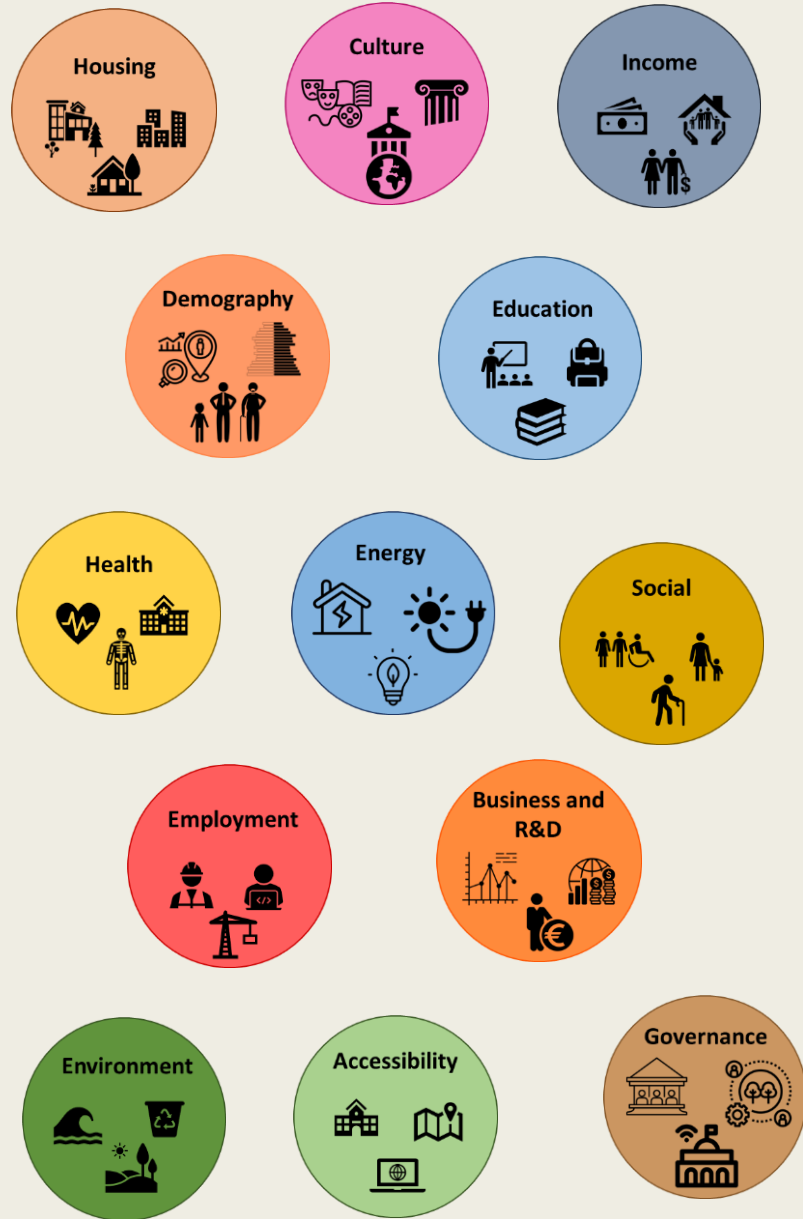 Housing
Culture
Income
Demography
Education
Health
Energy
Social
Employment
Business and
R&D
Environment
Accessibility
Governance